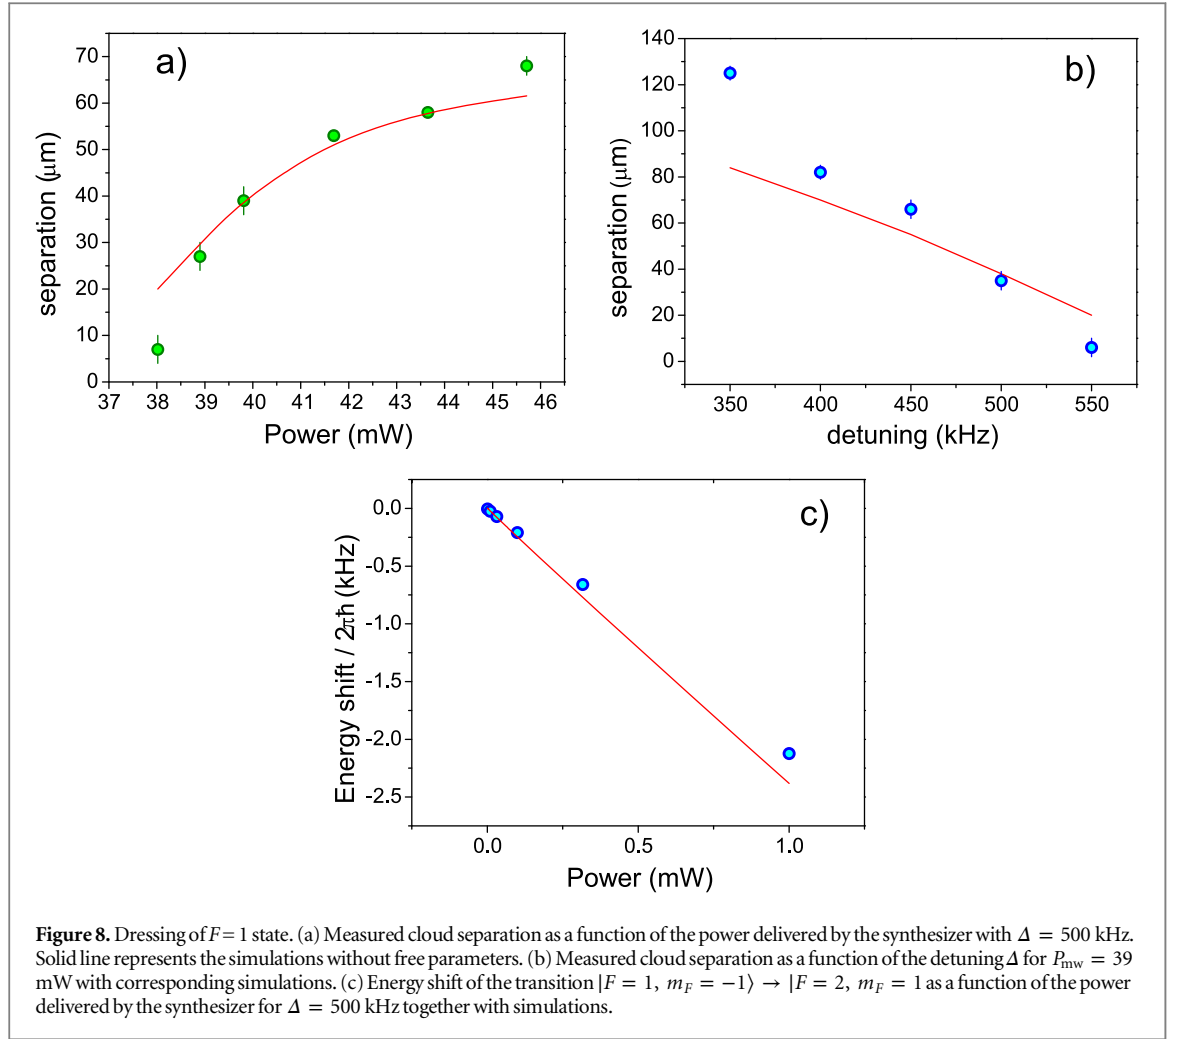 a)
70
60
50
40
30
20
10
0
separation (μm)
37 38 39 40 41 42 43 44 45 46
Power (mW)
b)
140
120
100
80
60
40
20
0
separation (μm)
350 400 450 500 550
detuning (kHz)
c)
0.0
-0.5
-1.0
-1.5
-2.0
-2.5
Energy shift / 2πħ (kHz)
0.0 0.5 1.0
Power (mW)
Figure 8. Dressing of F = 1 state. (a) Measured cloud separation as a function of the power delivered by the synthesizer with Δ = 500 kHz.
Solid line represents the simulations without free parameters. (b) Measured cloud separation as a function of the detuning Δ for Pmw = 39
mW with corresponding simulations. (c) Energy shift of the transition |F = 1, mF = −1⟩ → |F = 2, mF = 1 as a function of the power
delivered by the synthesizer for Δ = 500 kHz together with simulations.